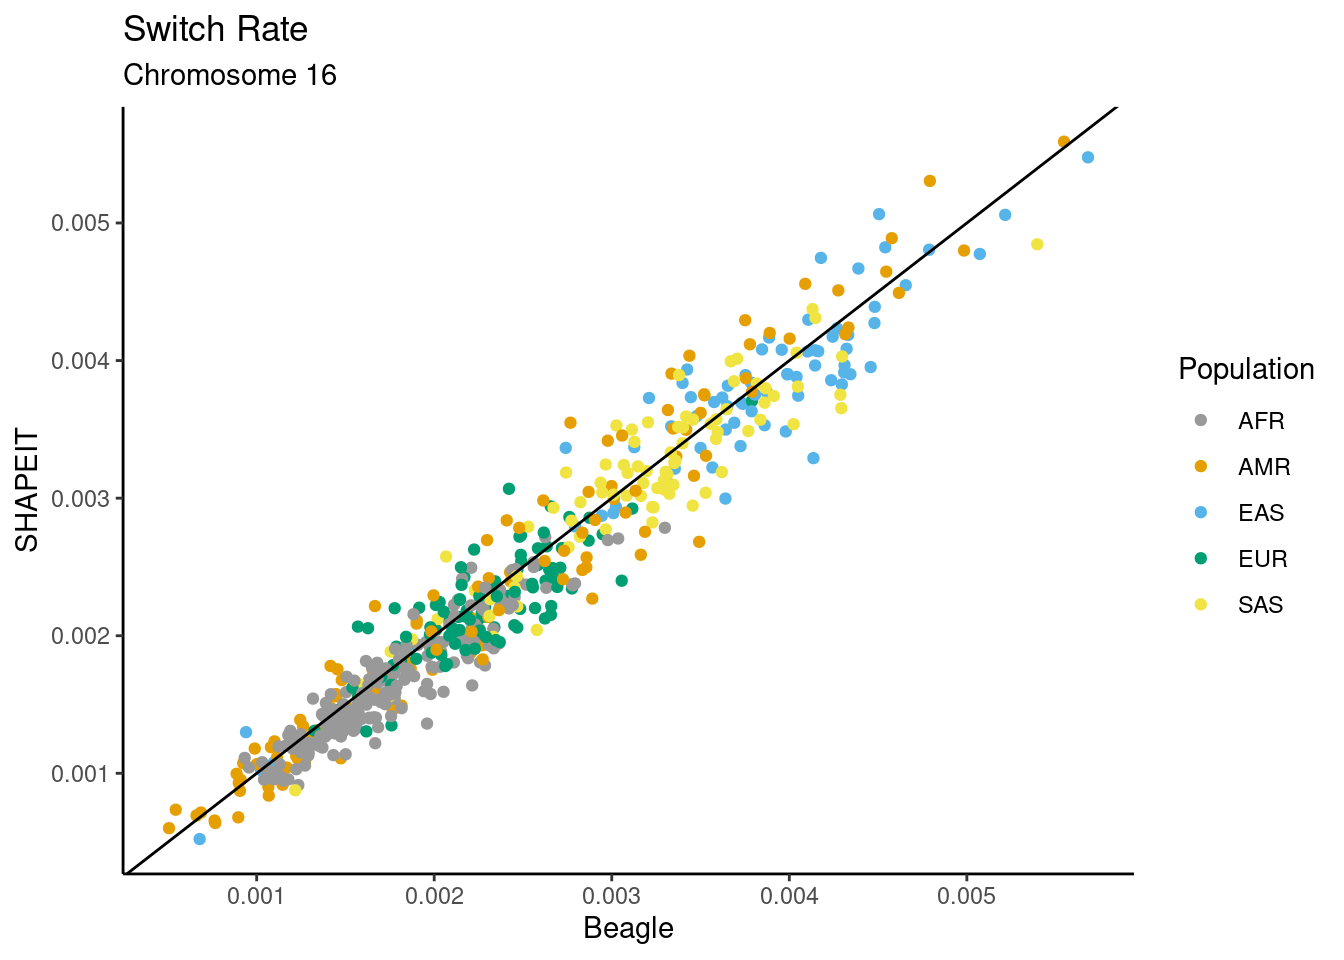 Switch Rate
Chromosome 16
SHAPEIT
0.005
0.004
0.003
0.002
0.001
0.001 0.002 0.003 0.004 0.005
Beagle
Population
AFR
AMR
EAS
EUR
SAS